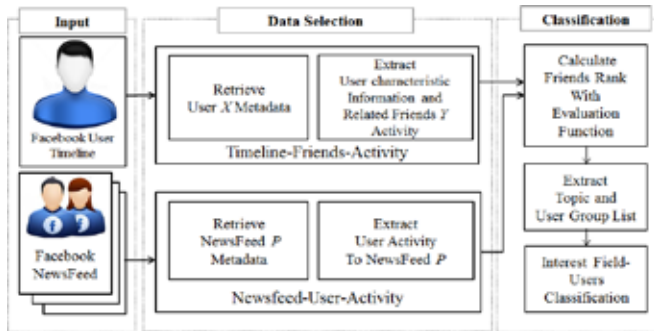 Input
Data Selection
Classification
Facebook User
Timeline
Retrieve
User X Metadata
Extract
User characteristic
Information and
Related Friends Y
Activity
Timeline-Friends-Activity
Facebook
NewsFeed
Retrieve
NewsFeed P
Metadata
Extract
User Activity
To NewsFeed P
Newsfeed-User-Activity
Calculate
Friends Rank
With
Evaluation
Function
Extract
Topic and
User Group List
Interest Field-
Users
Classification